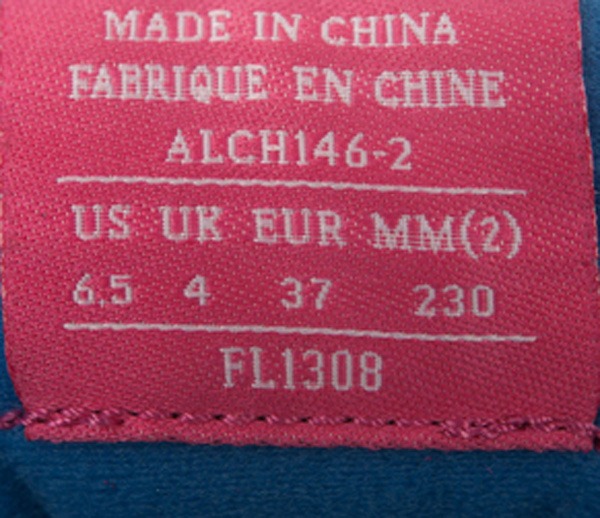 MADE IN CHINA
FABRIQUE EN CHINE
ALCH146-2
US UK EUR MM(2)
6.5 4 37 230
FL1308